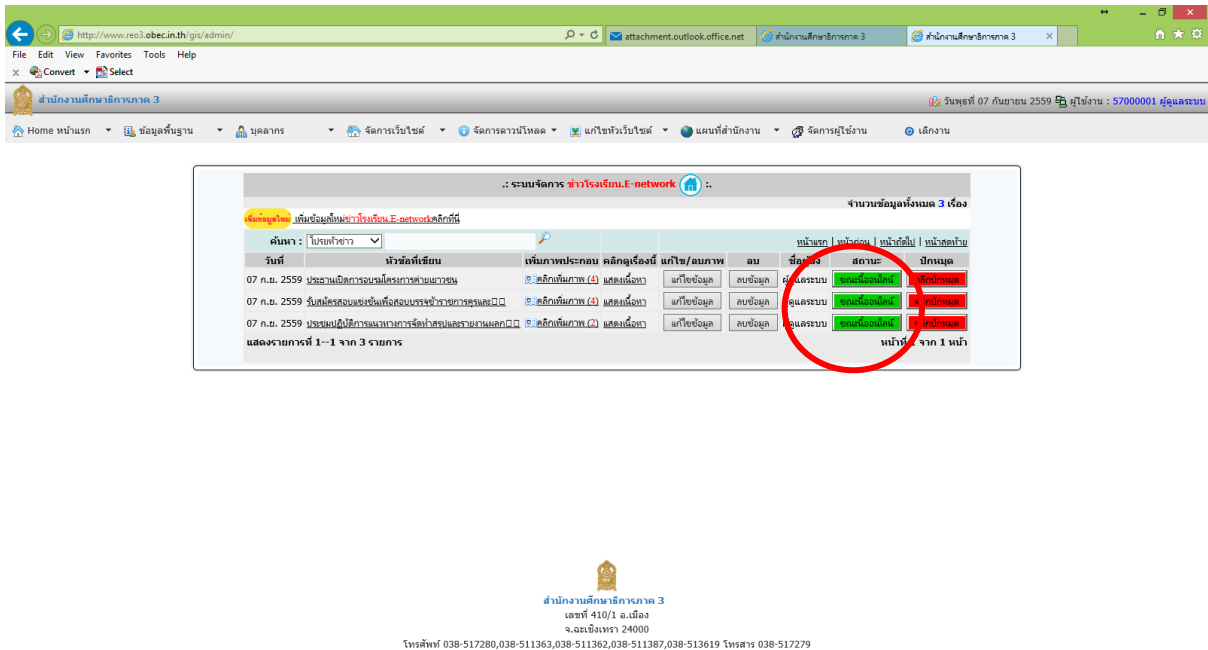 http://www.reo3.obec.in.th/gis/admin/
attachment.outlook.office.net
สำนักงานศึกษาธิการภาค 3
สำนักงานศึกษาธิการภาค 3
File Edit View Favorites Tools Help
x Convert Select
สำนักงานศึกษาธิการภาค 3
วันพุธที่ 07 กันยายน 2559 ผู้ใช้งาน : 57000001 ผู้ดูแลระบบ
Home หน้าแรก ข้อมูลพื้นฐาน บุคลากร จัดการเว็บไซต์ จัดการดาวน์โหลด แก้ไขหัวเว็บไซต์ แผนที่สำนักงาน จัดการผู้ใช้งาน เลิกงาน
.: ระบบจัดการ ข่าวโรงเรียน.E-network :.
จำนวนข้อมูลทั้งหมด 3 เรื่อง
เพิ่มข้อมูลใหม่ เพิ่มข้อมูลใหม่ข่าวโรงเรียน.E-networkคลิกที่นี่
ค้นหา : โปรยหัวข่าว หน้าแรก | หน้าก่อน | หน้าถัดไป | หน้าสุดท้าย
วันที่ หัวข้อที่เขียน เพิ่มภาพประกอบ คลิกดูเรื่องนี้ แก้ไข/ลบภาพ ลบ สถานะ ปักหมุด
07 ก.ย. 2559 ประธานเปิดการอบรมโครงการค่ายเยาวชน คลิกเพิ่มภาพ (4) แสดงเนื้อหา แก้ไขข้อมูล ลบข้อมูล ผู้ดูแลระบบ ขณะนี้ออนไลน์ คลิกปักหมุด
07 ก.ย. 2559 รับสมัครสอบแข่งขันเพื่อสอบบรรจุข้าราชการครูและ คลิกเพิ่มภาพ (4) แสดงเนื้อหา แก้ไขข้อมูล ลบข้อมูล ผู้ดูแลระบบ ขณะนี้ออนไลน์ คลิกปักหมุด
07 ก.ย. 2559 ประชุมปฏิบัติการแนวทางการจัดทำสรุปและรายงานผลก คลิกเพิ่มภาพ (2) แสดงเนื้อหา แก้ไขข้อมูล ลบข้อมูล ผู้ดูแลระบบ ขณะนี้ออนไลน์ คลิกปักหมุด
แสดงรายการที่ 1--1 จาก 3 รายการ หน้าที่ 1 จาก 1 หน้า
สำนักงานศึกษาธิการภาค 3
เลขที่ 410/1 อ.เมือง
จ.ฉะเชิงเทรา 24000
โทรศัพท์ 038-517280,038-511363,038-511362,038-511387,038-513619 โทรสาร 038-517279